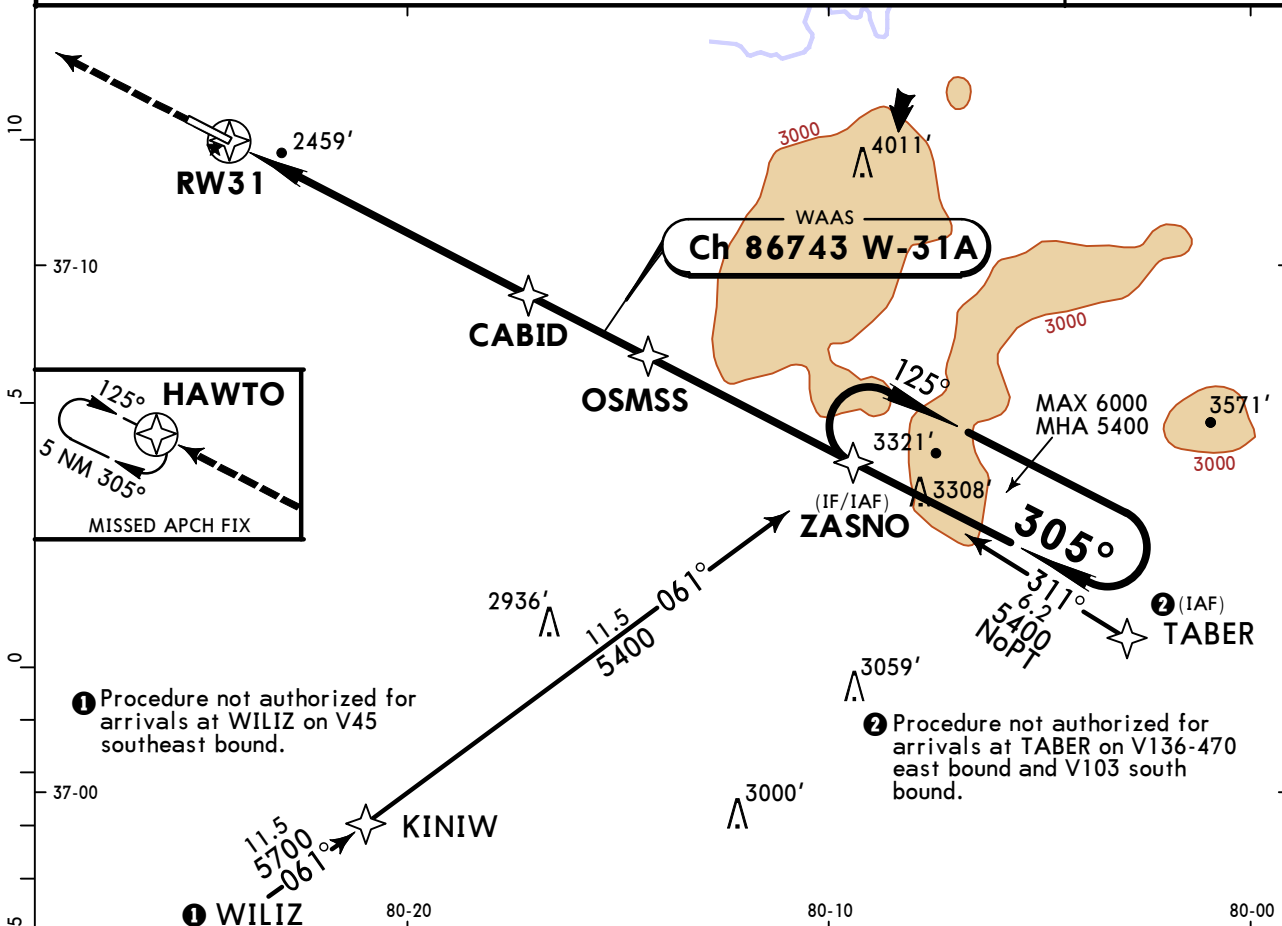 10
2459'
RW31
3000
4011'
WAAS
Ch 86743 W-31A
37-10
3000
CABID
OSMSS
HAWTO
125°
5 NM 305°
MISSED APCH FIX
5
125°
MAX 6000
MHA 5400
3571'
3000
3321'
3308'
(IF/IAF)
ZASNO
305°
311°
6.2
5400
NoPT
2 (IAF)
TABER
2936'
061°
11.5
5400
0
1 Procedure not authorized for
arrivals at WILIZ on V45
southeast bound.
3059'
2 Procedure not authorized for
arrivals at TABER on V136-470
east bound and V103 south
bound.
37-00
3000'
KINIW
11.5
5700
061°
1 WILIZ
80-20
80-10
80-00
5